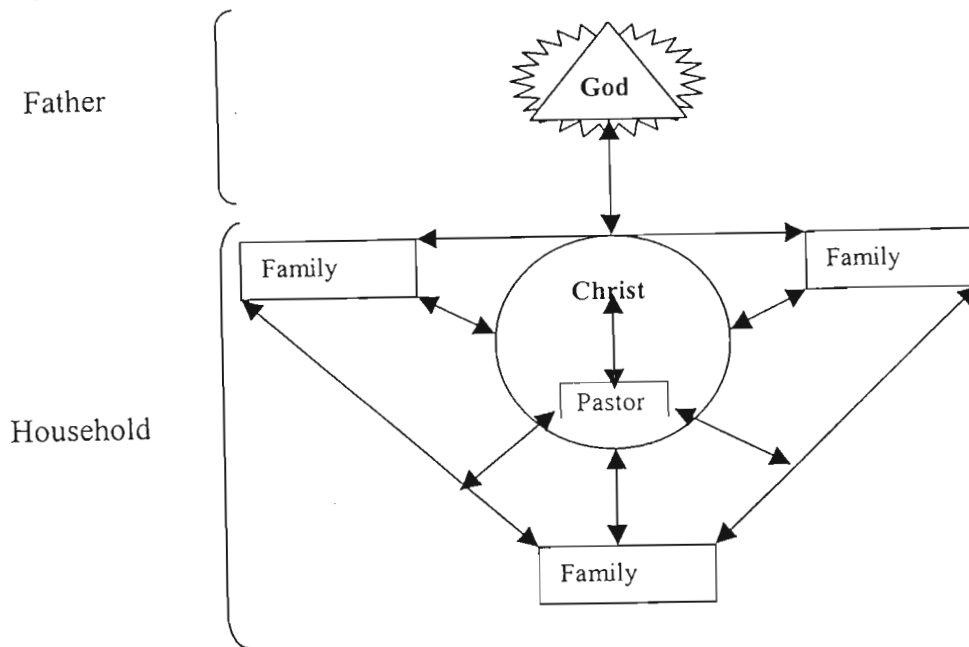 God
Father
Family
Family
Christ
Pastor
Household
Family